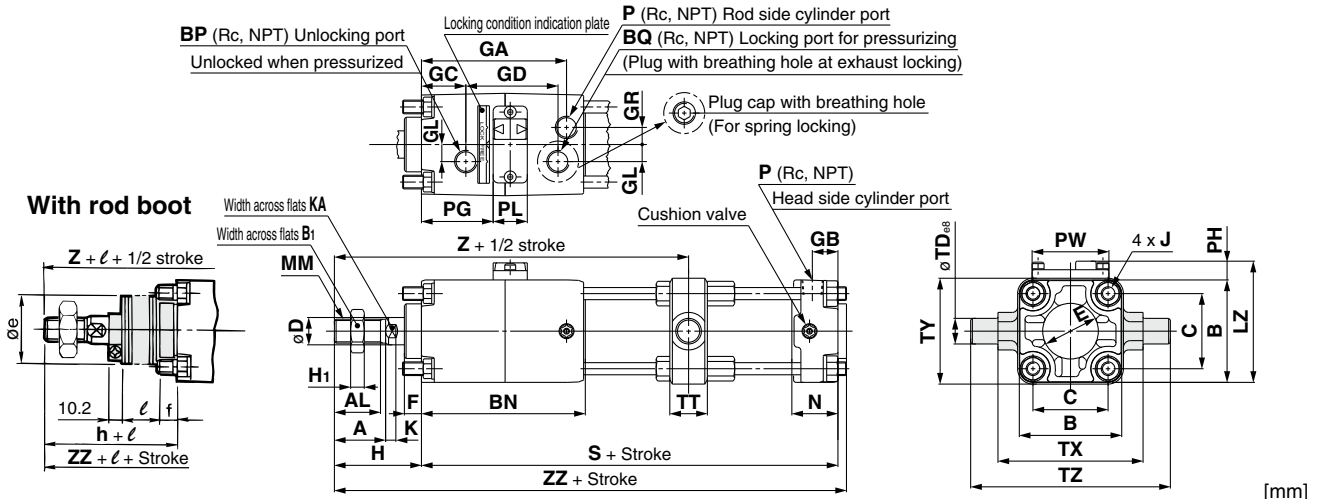 P (Rc, NPT) Rod side cylinder port
Locking condition indication plate
BP (Rc, NPT) Unlocking port
BQ (Rc, NPT) Locking port for pressurizing
GA
Unlocked when pressurized
(Plug with breathing hole at exhaust locking)
GC
GD
GR
Plug cap with breathing hole
(For spring locking)
GL
LOCK FREE
GL
P (Rc, NPT)
Head side cylinder port
With rod boot
Width across flats KA
PG
PL
Cushion valve
Width across flats B1
Z + 1/2 stroke
GB
øTDe8
PW
4 x J
PH
Z + ℓ + 1/2 stroke
MM
øe
øD
TY
E
C
B
LZ
H1
AL
F
BN
TT
N
C
10.2
ℓ
f
A
K
B
h + ℓ
H
S + Stroke
TX
ZZ + ℓ + Stroke
ZZ + Stroke
TZ
[mm]